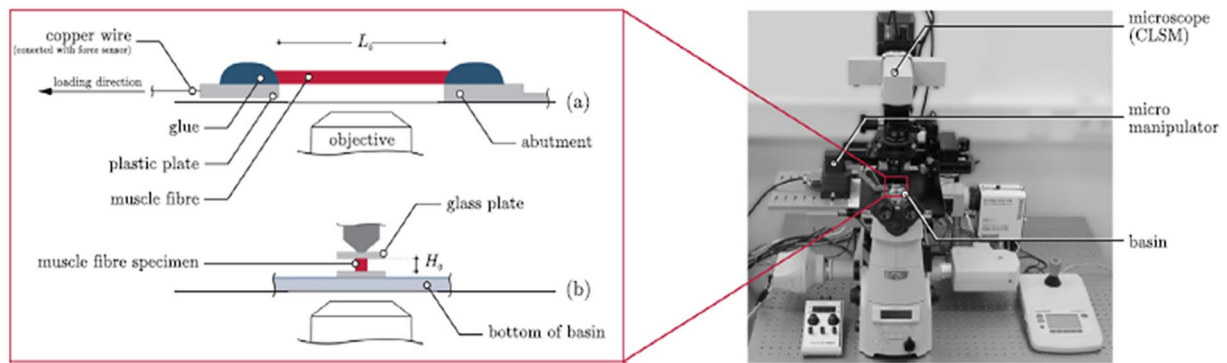 copper wire
(conected with force sensor)
loading direction
L₀
(a)
glue
plastic plate
muscle fibre
objective
abutment
glass plate
muscle fibre specimen
H₀
(b)
bottom of basin
microscope
(CLSM)
micro
manipulator
basin